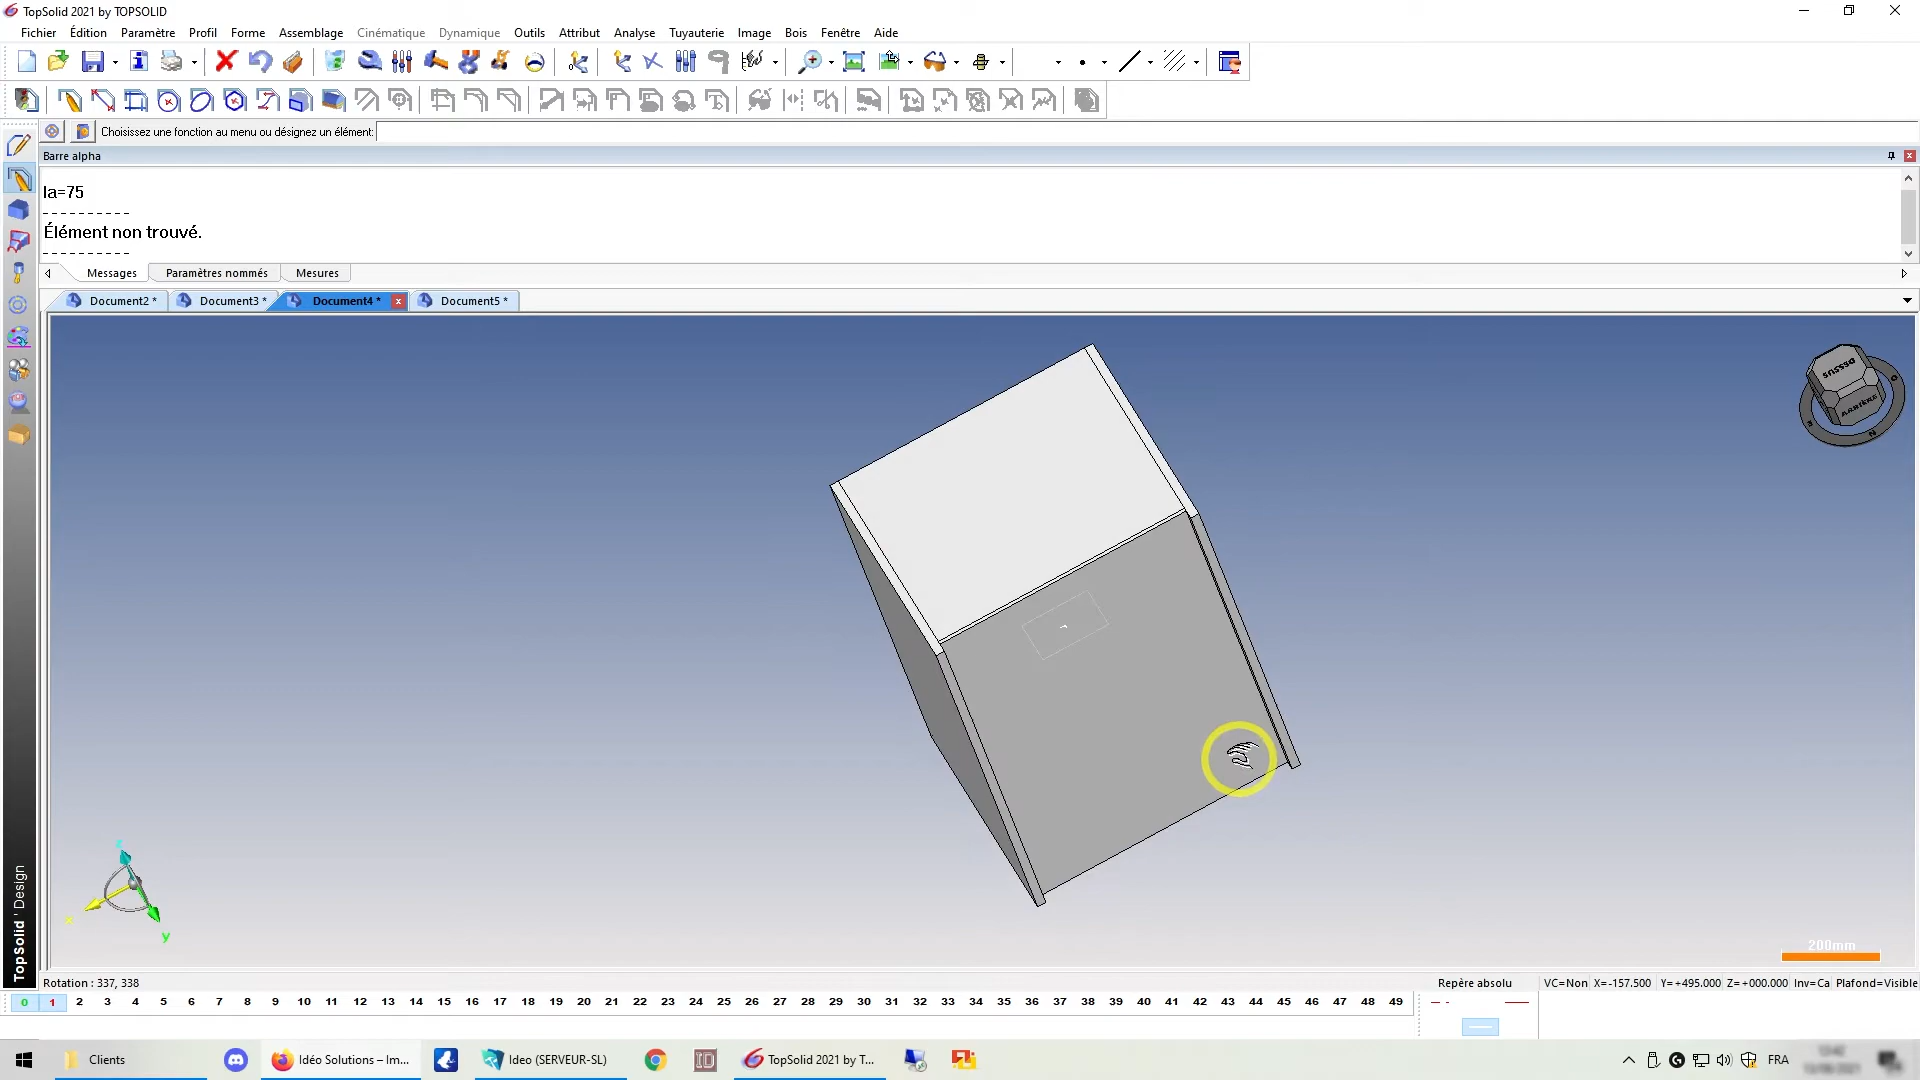 TopSolid 2021 by TOPSOLID
Fichier Édition Paramètre Profil Forme Assemblage Cinématique Dynamique Outils Attribut Analyse Tuyauterie Image Bois Fenêtre Aide
Choisissez une fonction au menu ou désignez un élément:
Barre alpha
la=75
----------
Élément non trouvé.
----------
Messages Paramètres nommés Mesures
Document2 * Document3 * Document4 * Document5 *
DESSUS
ARRIÈRE
TopSolid ' Design
x
y
z
200mm
Rotation : 337, 338 Repère absolu VC=Non X=-157.500 Y=+495.000 Z=+000.000 Inv=Ca Plafond=Visible
0 1 2 3 4 5 6 7 8 9 10 11 12 13 14 15 16 17 18 19 20 21 22 23 24 25 26 27 28 29 30 31 32 33 34 35 36 37 38 39 40 41 42 43 44 45 46 47 48 49
Clients Idéo Solutions – Im... Ideo (SERVEUR-SL) TopSolid 2021 by T... FRA